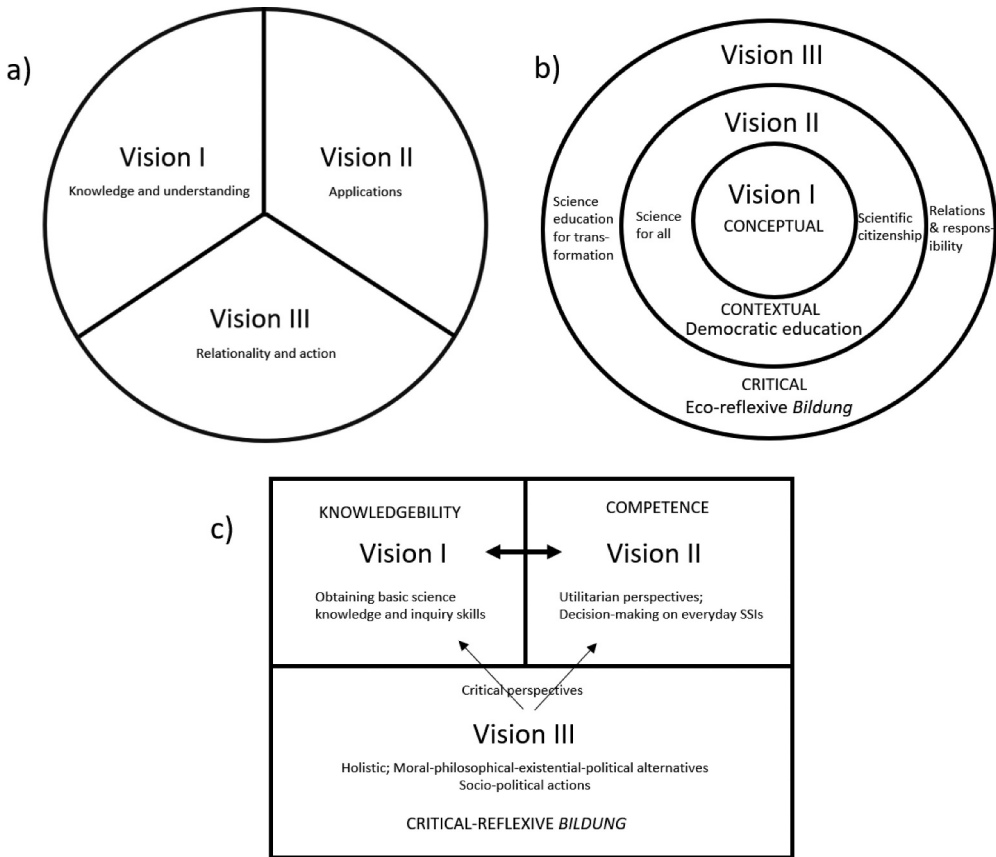 a)
Vision I
Knowledge and understanding
Vision II
Applications
Vision III
Relationality and action
b)
Vision III
Vision II
Vision I
CONCEPTUAL
Science
education
for trans-
formation
Science
for all
Scientific
citizenship
Relations
& respons-
ibility
CONTEXTUAL
Democratic education
CRITICAL
Eco-reflexive Bildung
c)
KNOWLEDGEBILITY
Vision I
Obtaining basic science
knowledge and inquiry skills
COMPETENCE
Vision II
Utilitarian perspectives;
Decision-making on everyday SSIs
Critical perspectives
Vision III
Holistic; Moral-philosophical-existential-political alternatives
Socio-political actions
CRITICAL-REFLEXIVE BILDUNG